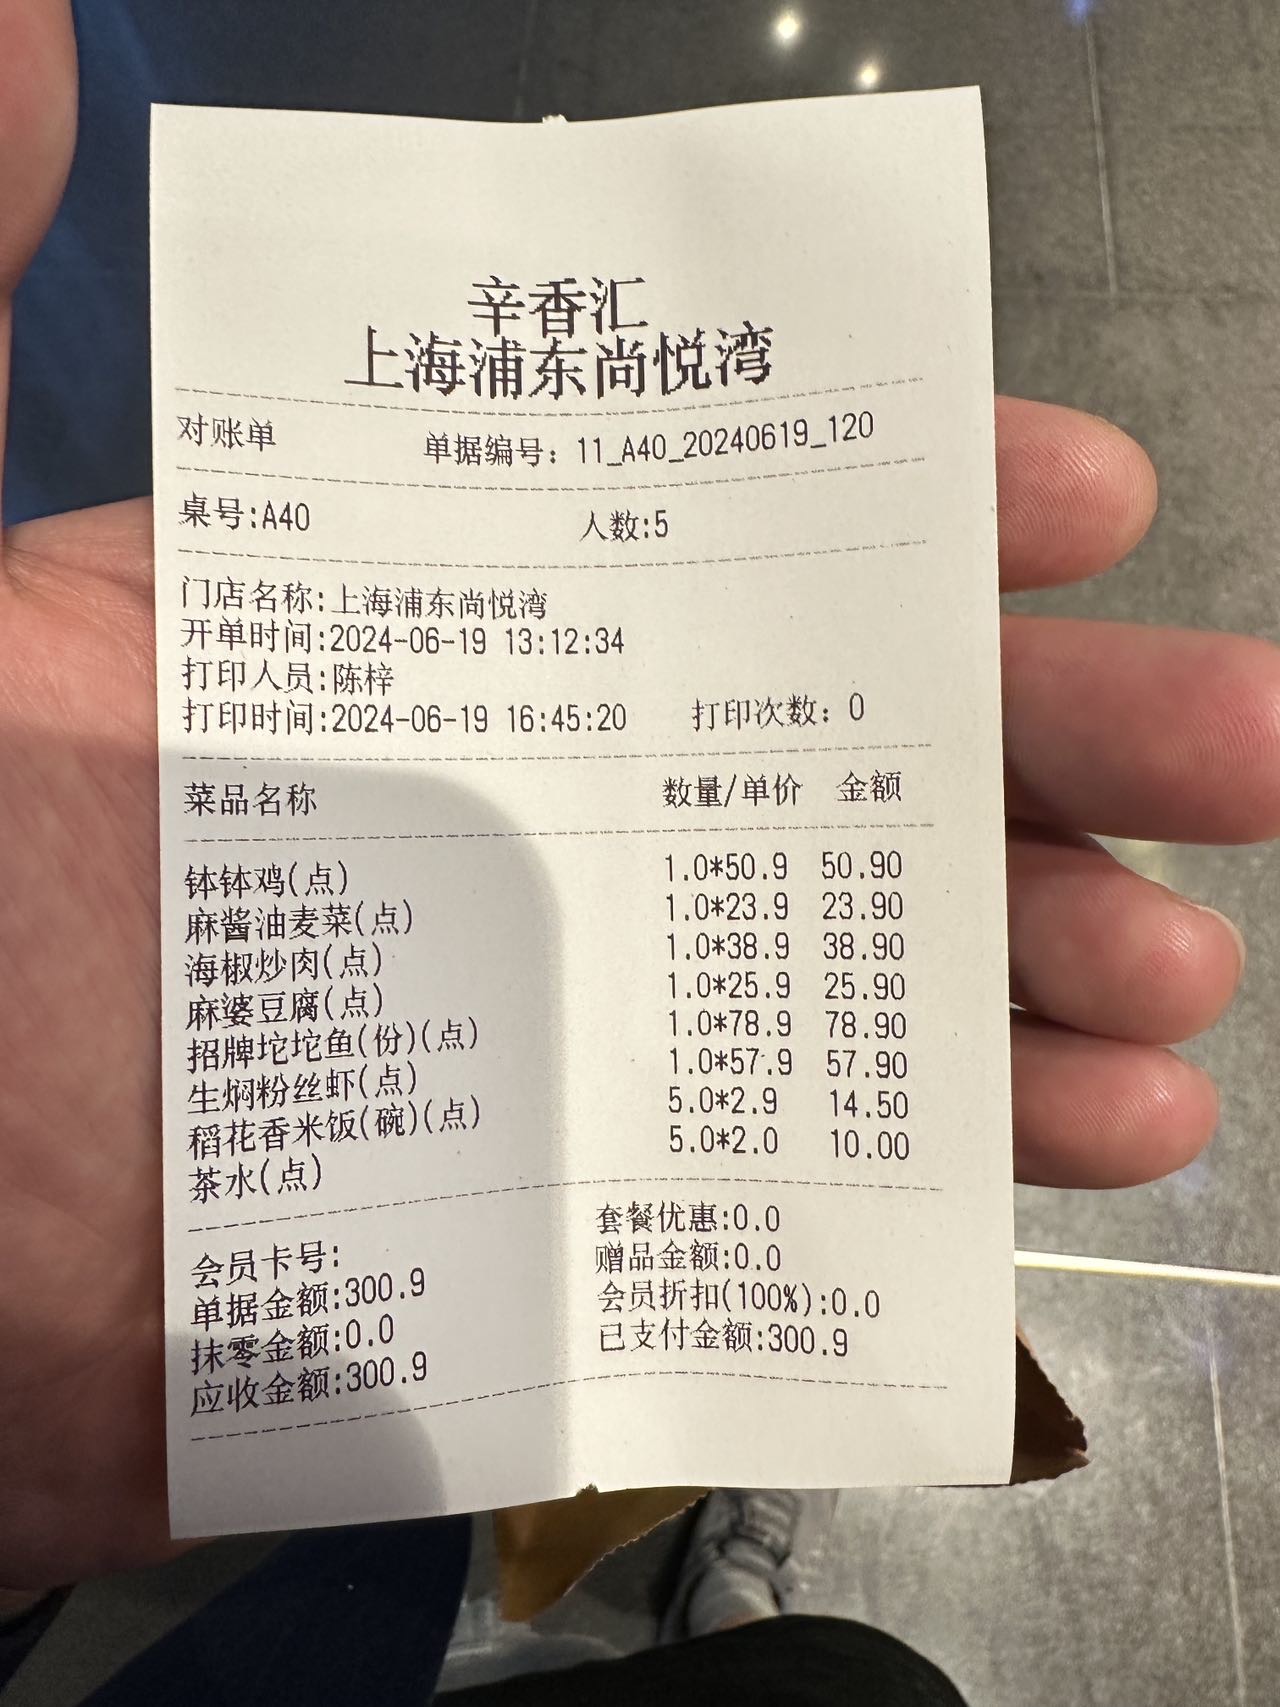 辛香汇
上海浦东尚悦湾
对账单 单据编号：11_A40_20240619_120
桌号:A40 人数:5
门店名称:上海浦东尚悦湾
开单时间:2024-06-19 13:12:34
打印人员:陈梓
打印时间:2024-06-19 16:45:20 打印次数：0
菜品名称 数量/单价 金额
钵钵鸡(点) 1.0*50.9 50.90
麻酱油麦菜(点) 1.0*23.9 23.90
海椒炒肉(点) 1.0*38.9 38.90
麻婆豆腐(点) 1.0*25.9 25.90
招牌坨坨鱼(份)(点) 1.0*78.9 78.90
生焖粉丝虾(点) 1.0*57.9 57.90
稻花香米饭(碗)(点) 5.0*2.9 14.50
茶水(点) 5.0*2.0 10.00
会员卡号: 套餐优惠:0.0
单据金额:300.9 赠品金额:0.0
抹零金额:0.0 会员折扣(100%):0.0
应收金额:300.9 已支付金额:300.9